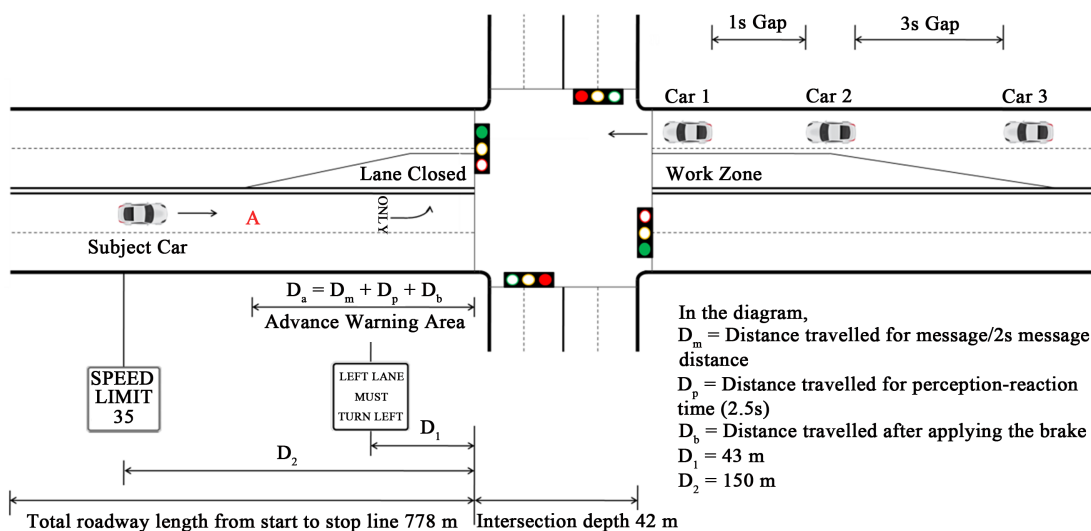 1s Gap
3s Gap
Car 1
Car 2
Car 3
Lane Closed
Work Zone
A
ONLY
Subject Car
Dₐ = Dₘ + Dₚ + D_b
Advance Warning Area
In the diagram,
Dₘ = Distance travelled for message/2s message
distance
Dₚ = Distance travelled for perception-reaction
time (2.5s)
D_b = Distance travelled after applying the brake
D₁ = 43 m
D₂ = 150 m
SPEED
LIMIT
35
LEFT LANE
MUST
TURN LEFT
D₁
D₂
Total roadway length from start to stop line 778 m
Intersection depth 42 m